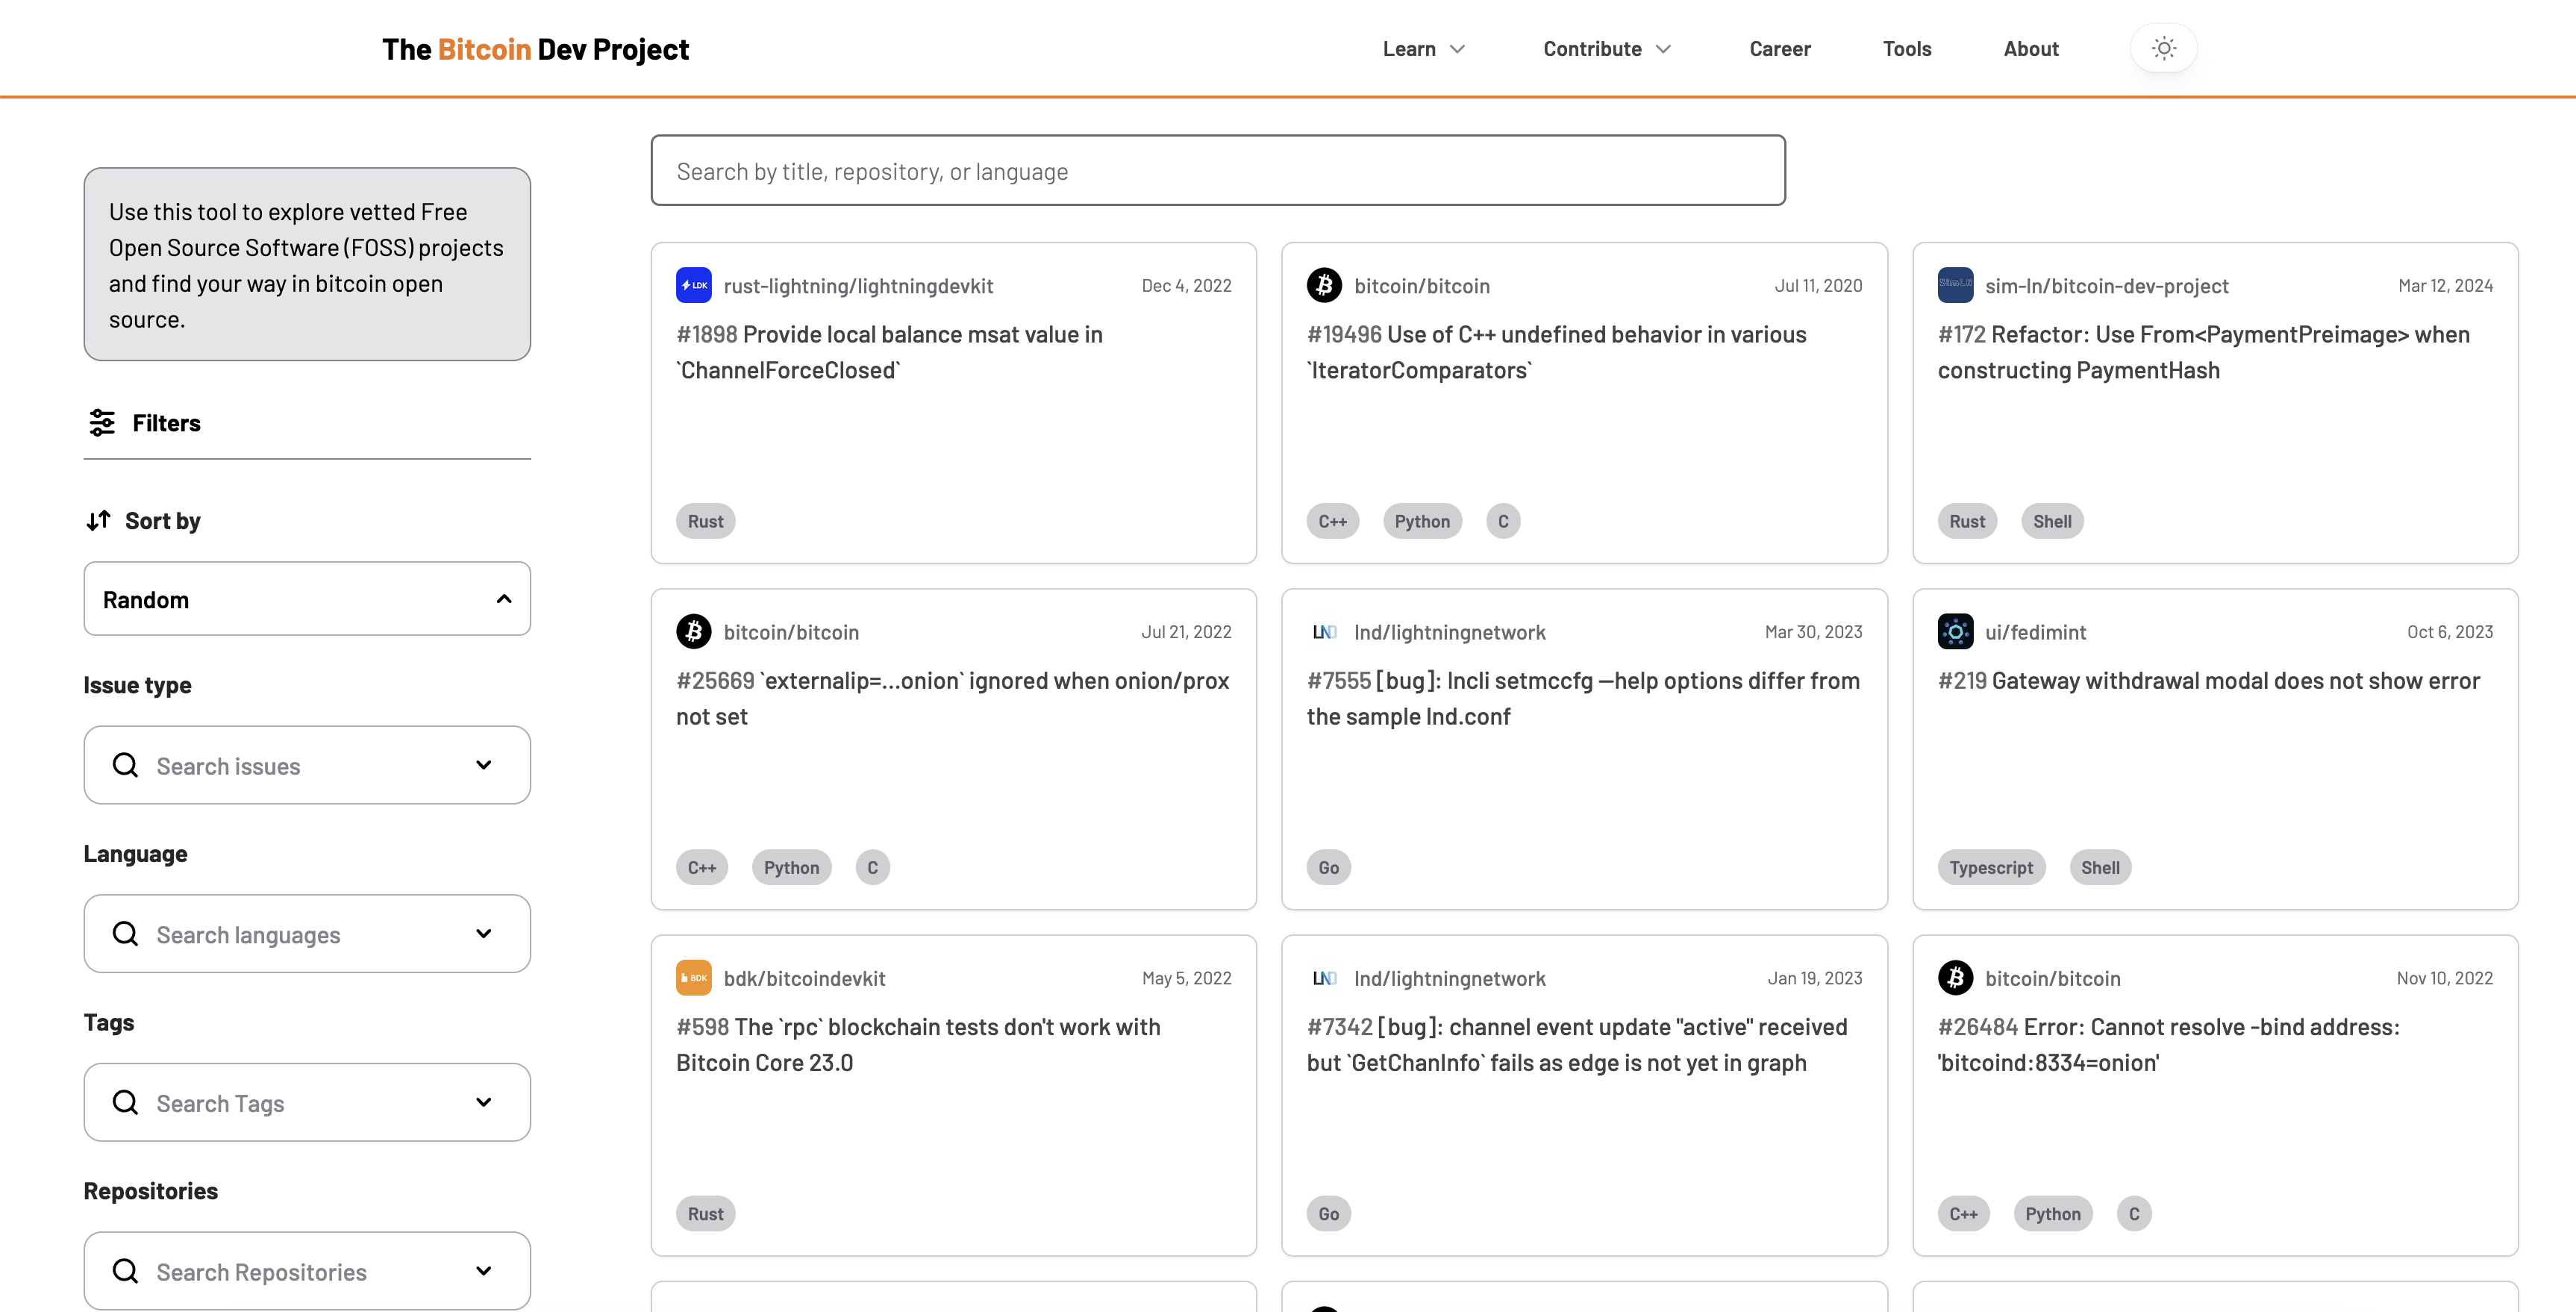 The Bitcoin Dev Project
Learn
Contribute
Career
Tools
About
Use this tool to explore vetted Free
Open Source Software (FOSS) projects
and find your way in bitcoin open
source.
Filters
Sort by
Random
Issue type
Search issues
Language
Search languages
Tags
Search Tags
Repositories
Search Repositories
Search by title, repository, or language
LDK
rust-lightning/lightningdevkit
Dec 4, 2022
#1898 Provide local balance msat value in
`ChannelForceClosed`
Rust
bitcoin/bitcoin
Jul 11, 2020
#19496 Use of C++ undefined behavior in various
`IteratorComparators`
C++
Python
C
SimLN
sim-ln/bitcoin-dev-project
Mar 12, 2024
#172 Refactor: Use From<PaymentPreimage> when
constructing PaymentHash
Rust
Shell
bitcoin/bitcoin
Jul 21, 2022
#25669 `externalip=...onion` ignored when onion/prox
not set
C++
Python
C
LND
lnd/lightningnetwork
Mar 30, 2023
#7555 [bug]: lncli setmccfg —help options differ from
the sample lnd.conf
Go
ui/fedimint
Oct 6, 2023
#219 Gateway withdrawal modal does not show error
Typescript
Shell
BDK
bdk/bitcoindevkit
May 5, 2022
#598 The `rpc` blockchain tests don't work with
Bitcoin Core 23.0
Rust
LND
lnd/lightningnetwork
Jan 19, 2023
#7342 [bug]: channel event update "active" received
but `GetChanInfo` fails as edge is not yet in graph
Go
bitcoin/bitcoin
Nov 10, 2022
#26484 Error: Cannot resolve -bind address:
'bitcoind:8334=onion'
C++
Python
C